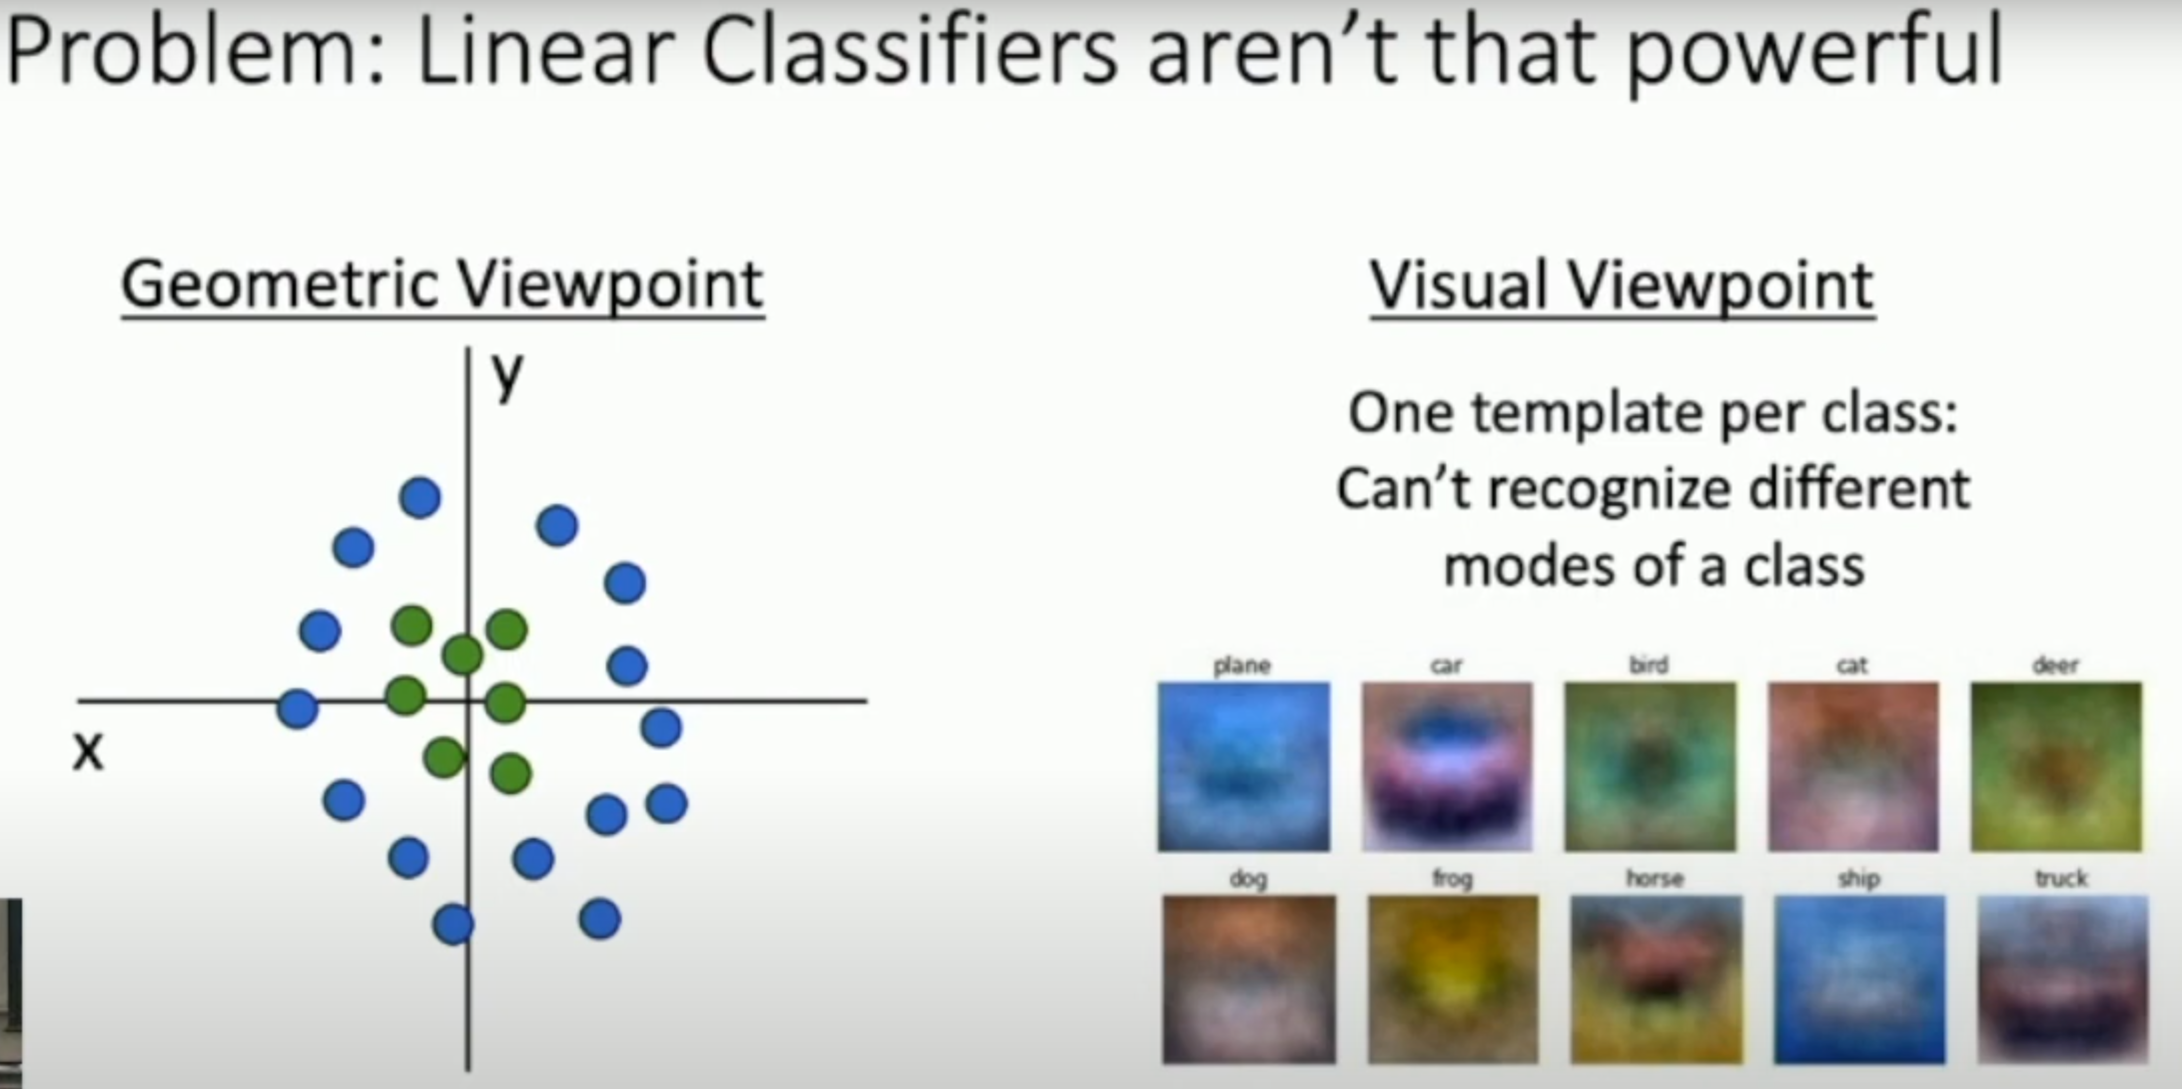 Problem: Linear Classifiers aren’t that powerful
Geometric Viewpoint
y
x
Visual Viewpoint
One template per class:
Can’t recognize different
modes of a class
plane car bird cat deer
dog frog horse ship truck